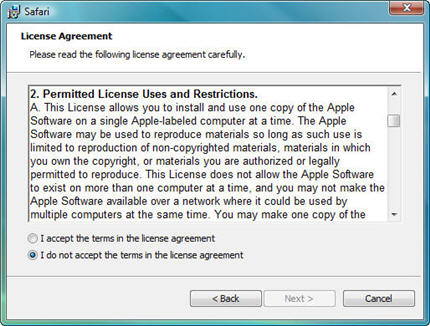 Safari
License Agreement
Please read the following license agreement carefully.
2. Permitted License Uses and Restrictions.
A. This License allows you to install and use one copy of the Apple
Software on a single Apple-labeled computer at a time. The Apple
Software may be used to reproduce materials so long as such use is
limited to reproduction of non-copyrighted materials, materials in which
you own the copyright, or materials you are authorized or legally
permitted to reproduce. This License does not allow the Apple Software
to exist on more than one computer at a time, and you may not make the
Apple Software available over a network where it could be used by
multiple computers at the same time. You may make one copy of the
I accept the terms in the license agreement
I do not accept the terms in the license agreement
< Back
Next >
Cancel